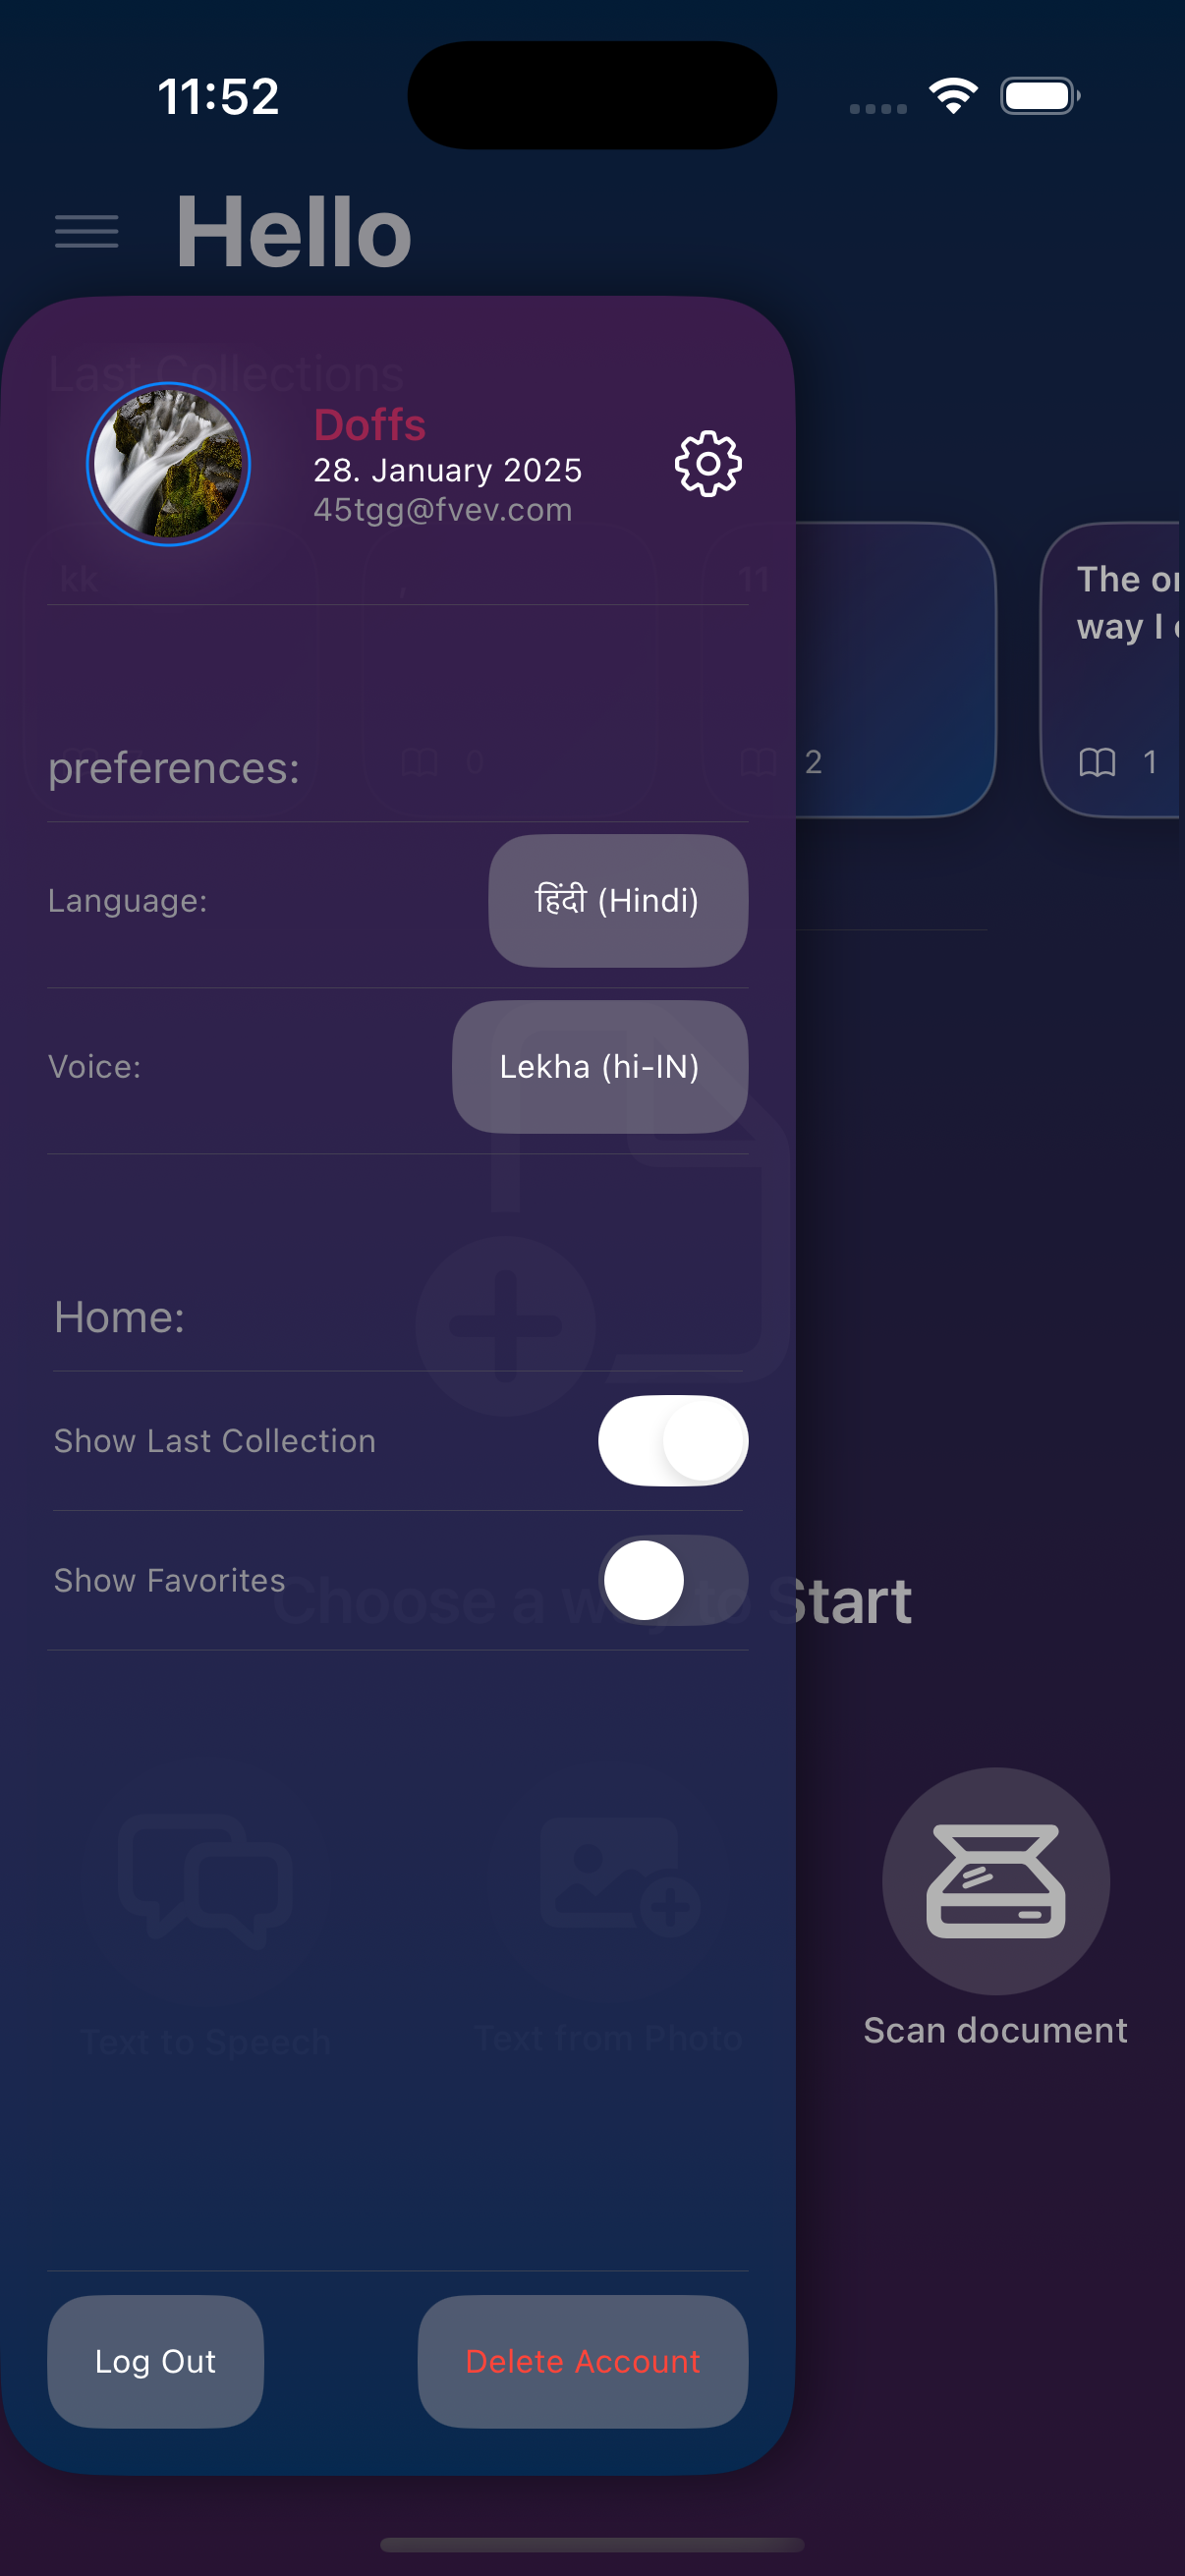 11:52
Hello
Last Collections
Doffs
28. January 2025
45tgg@fvev.com
kk
,
11
The
way I
preferences:
0
2
1
Language:
हिंदी (Hindi)
Voice:
Lekha (hi-IN)
Home:
Show Last Collection
Show Favorites
Choose a way to Start
Text to Speech
Text from Photo
Scan document
Log Out
Delete Account